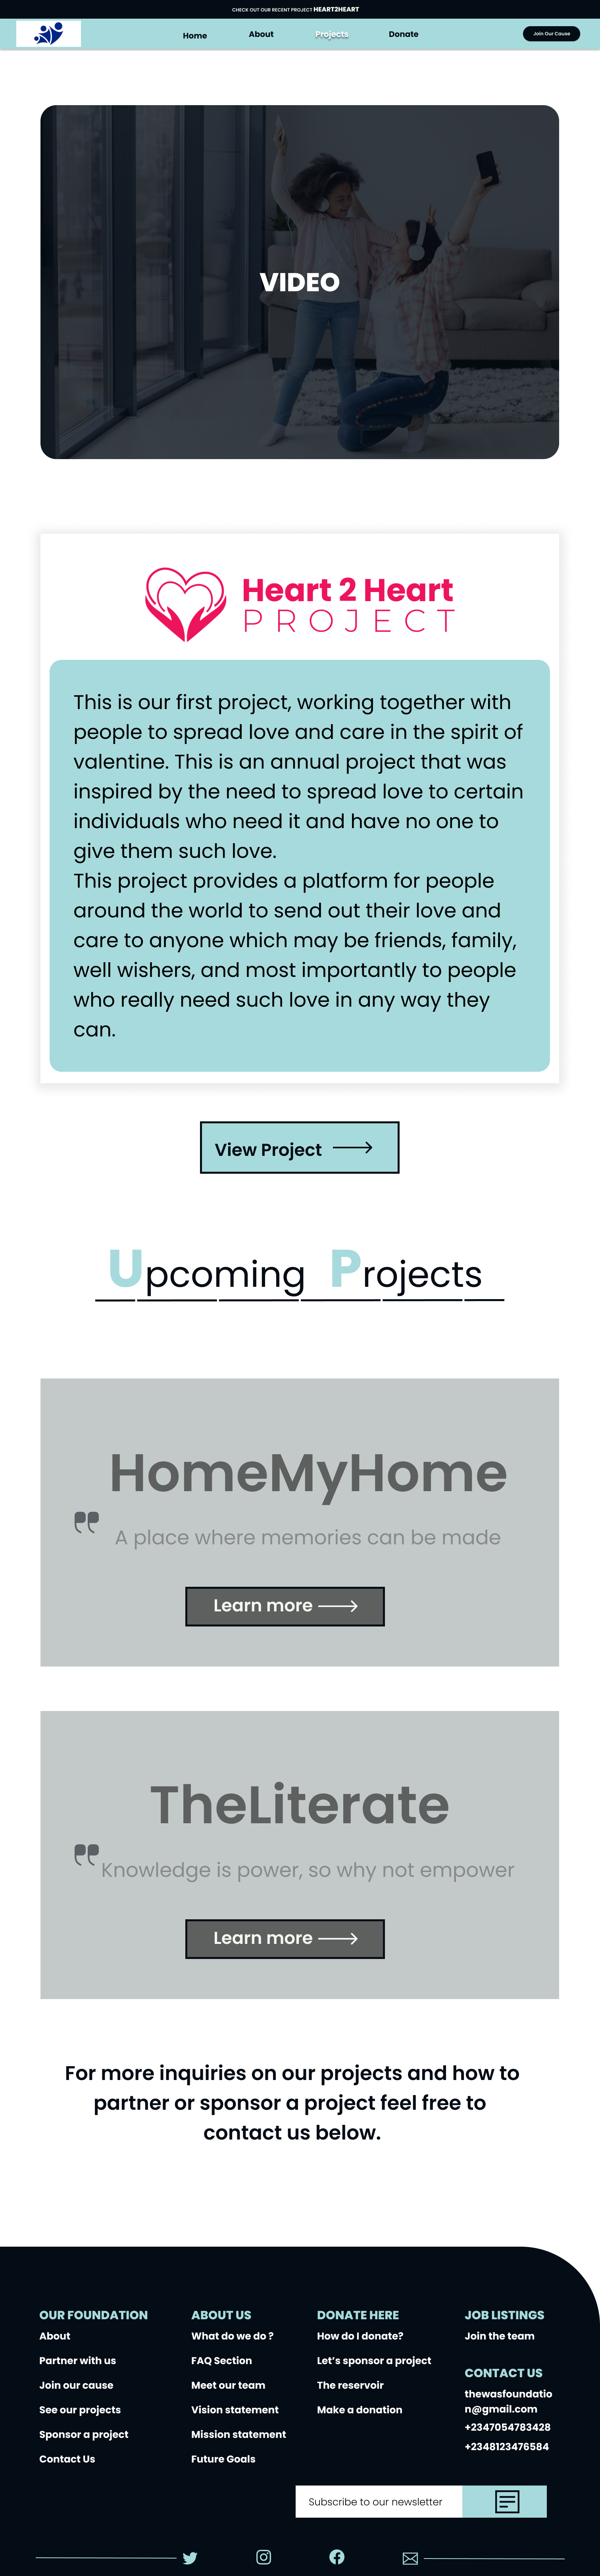 CHECK OUT OUR RECENT PROJECT HEART2HEART
Home
About
Projects
Donate
Join Our Cause
VIDEO
Heart 2 Heart
PROJECT
This is our first project, working together with
people to spread love and care in the spirit of
valentine. This is an annual project that was
inspired by the need to spread love to certain
individuals who need it and have no one to
give them such love.
This project provides a platform for people
around the world to send out their love and
care to anyone which may be friends, family,
well wishers, and most importantly to people
who really need such love in any way they
can.
View Project
Upcoming Projects
HomeMyHome
A place where memories can be made
Learn more
TheLiterate
Knowledge is power, so why not empower
Learn more
For more inquiries on our projects and how to
partner or sponsor a project feel free to
contact us below.
OUR FOUNDATION
About
Partner with us
Join our cause
See our projects
Sponsor a project
Contact Us
ABOUT US
What do we do ?
FAQ Section
Meet our team
Vision statement
Mission statement
Future Goals
DONATE HERE
How do I donate?
Let’s sponsor a project
The reservoir
Make a donation
JOB LISTINGS
Join the team
CONTACT US
thewasfoundatio
n@gmail.com
+2347054783428
+2348123476584
Subscribe to our newsletter